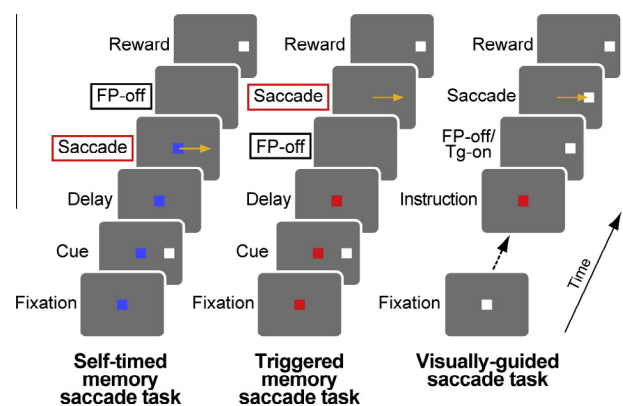 Reward
FP-off
Saccade
Delay
Cue
Fixation
Self-timed
memory
saccade task
Reward
Saccade
FP-off
Delay
Cue
Fixation
Triggered
memory
saccade task
Reward
Saccade
FP-off/
Tg-on
Instruction
Fixation
Visually-guided
saccade task
Time